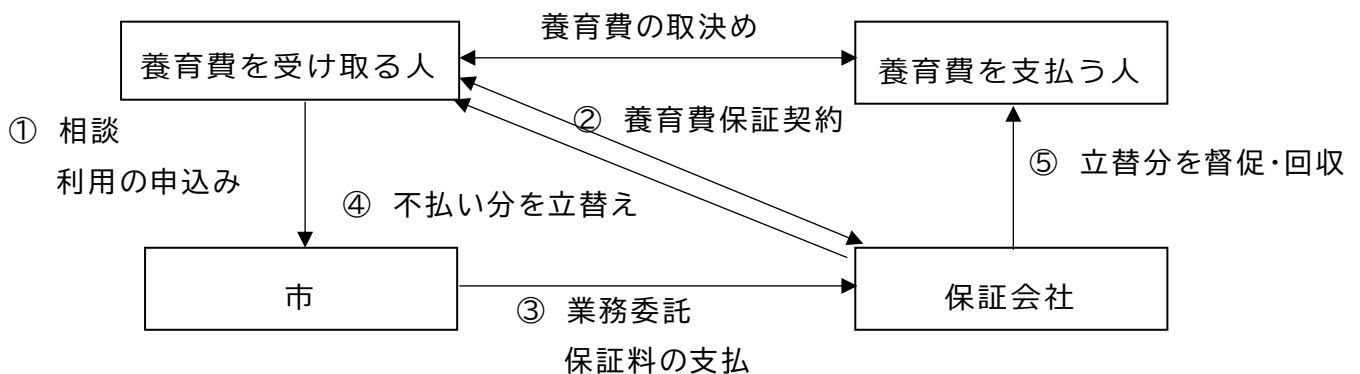 養育費の取決め
養育費を受け取る人
養育費を支払う人
① 相談
利用の申込み
② 養育費保証契約
⑤ 立替分を督促・回収
④ 不払い分を立替え
市
保証会社
③ 業務委託
保証料の支払